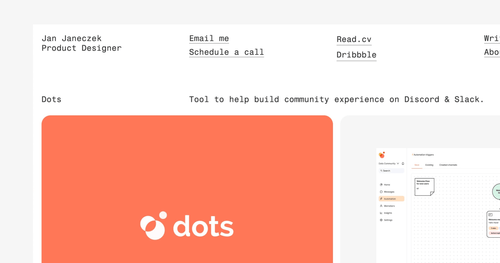 Jan Janeczek
Product Designer
Email me
Schedule a call
Read.cv
Dribbble
Wri
Abo
Dots
Tool to help build community experience on Discord & Slack.
dots